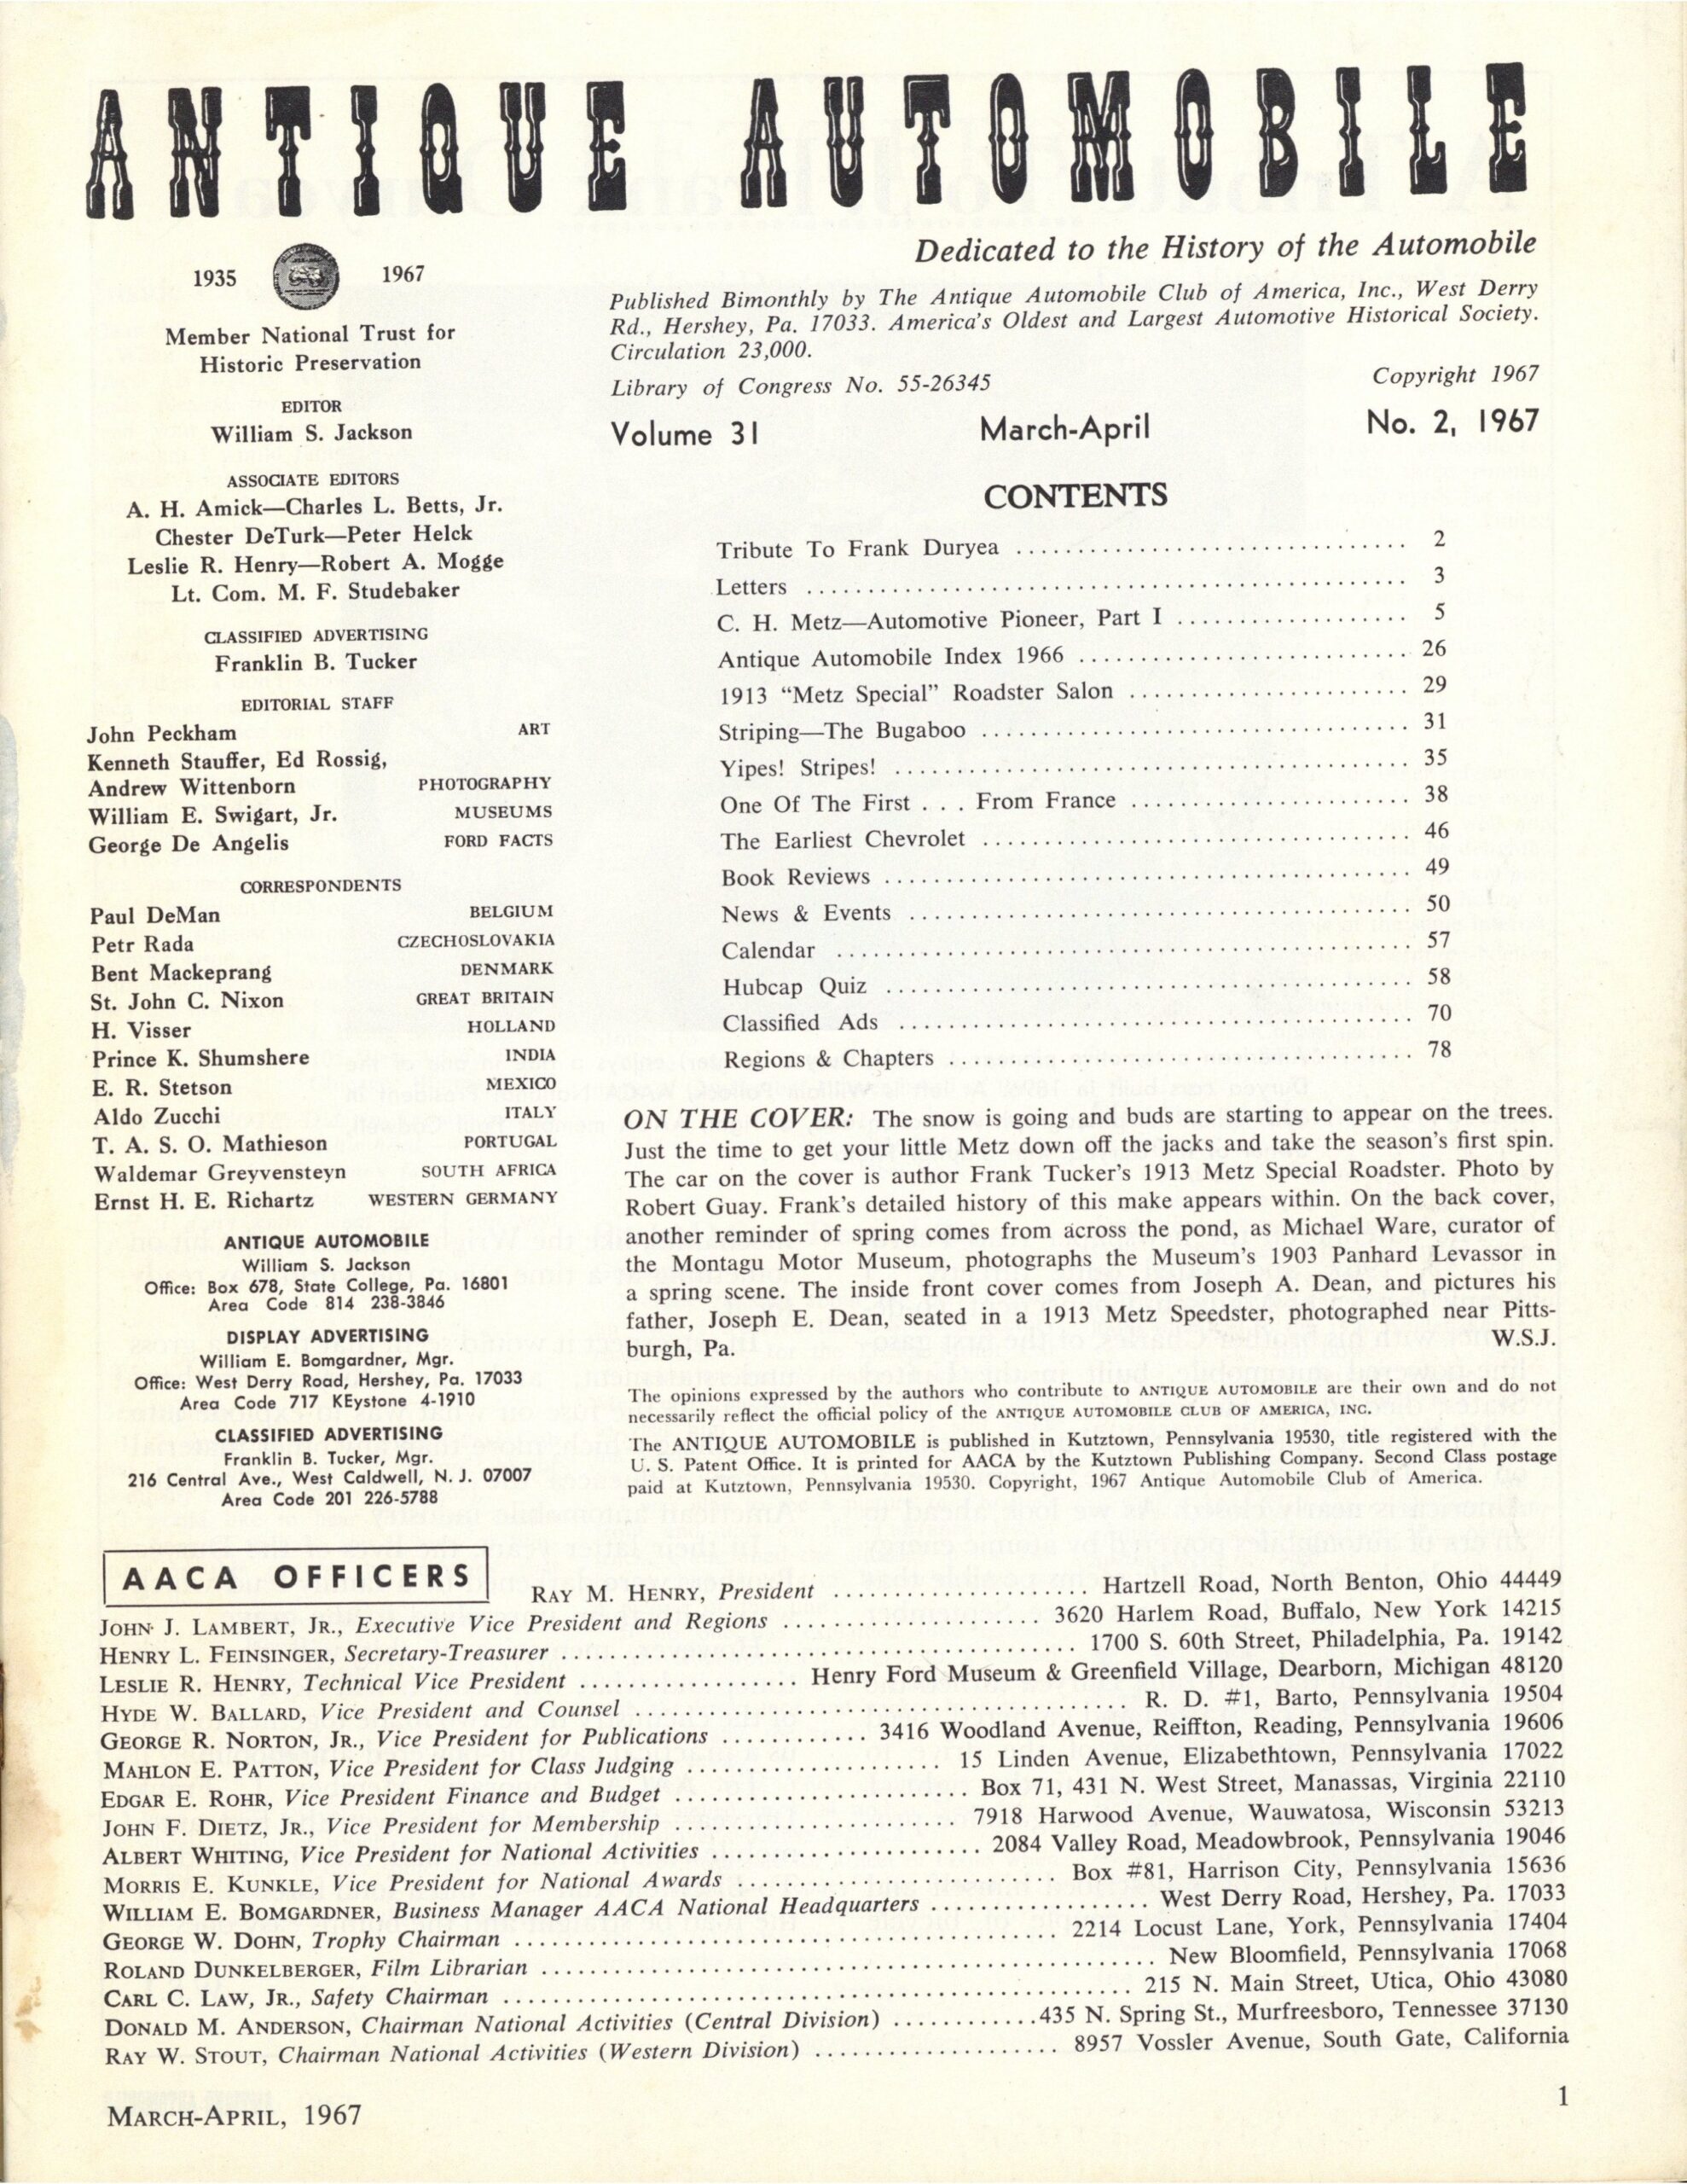 ANTIQUE AUTOMOBILE
1935 1967
Member National Trust for
Historic Preservation
EDITOR
William S. Jackson
ASSOCIATE EDITORS
A. H. Amick—Charles L. Betts, Jr.
Chester DeTurk—Peter Helck
Leslie R. Henry—Robert A. Mogge
Lt. Com. M. F. Studebaker
CLASSIFIED ADVERTISING
Franklin B. Tucker
EDITORIAL STAFF
John Peckham ART
Kenneth Stauffer, Ed Rossig,
Andrew Wittenborn PHOTOGRAPHY
William E. Swigart, Jr. MUSEUMS
George De Angelis FORD FACTS
CORRESPONDENTS
Paul DeMan BELGIUM
Petr Rada CZECHOSLOVAKIA
Bent Mackeprang DENMARK
St. John C. Nixon GREAT BRITAIN
H. Visser HOLLAND
Prince K. Shumshere INDIA
E. R. Stetson MEXICO
Aldo Zucchi ITALY
T. A. S. O. Mathieson PORTUGAL
Waldemar Greyvensteyn SOUTH AFRICA
Ernst H. E. Richartz WESTERN GERMANY
ANTIQUE AUTOMOBILE
William S. Jackson
Office: Box 678, State College, Pa. 16801
Area Code 814 238-3846
DISPLAY ADVERTISING
William E. Bomgardner, Mgr.
Office: West Derry Road, Hershey, Pa. 17033
Area Code 717 KEystone 4-1910
CLASSIFIED ADVERTISING
Franklin B. Tucker, Mgr.
216 Central Ave., West Caldwell, N. J. 07007
Area Code 201 226-5788
Dedicated to the History of the Automobile
Published Bimonthly by The Antique Automobile Club of America, Inc., West Derry
Rd., Hershey, Pa. 17033. America's Oldest and Largest Automotive Historical Society.
Circulation 23,000.
Library of Congress No. 55-26345 Copyright 1967
Volume 31 March-April No. 2, 1967
CONTENTS
Tribute To Frank Duryea ........ 2
Letters ........ 3
C. H. Metz—Automotive Pioneer, Part I ........ 5
Antique Automobile Index 1966 ........ 26
1913 "Metz Special" Roadster Salon ........ 29
Striping—The Bugaboo ........ 31
Yipes! Stripes! ........ 35
One Of The First . . . From France ........ 38
The Earliest Chevrolet ........ 46
Book Reviews ........ 49
News & Events ........ 50
Calendar ........ 57
Hubcap Quiz ........ 58
Classified Ads ........ 70
Regions & Chapters ........ 78
ON THE COVER: The snow is going and buds are starting to appear on the trees.
Just the time to get your little Metz down off the jacks and take the season's first spin.
The car on the cover is author Frank Tucker's 1913 Metz Special Roadster. Photo by
Robert Guay. Frank's detailed history of this make appears within. On the back cover,
another reminder of spring comes from across the pond, as Michael Ware, curator of
the Montagu Motor Museum, photographs the Museum's 1903 Panhard Levassor in
a spring scene. The inside front cover comes from Joseph A. Dean, and pictures his
father, Joseph E. Dean, seated in a 1913 Metz Speedster, photographed near Pitts-
burgh, Pa. W.S.J.
The opinions expressed by the authors who contribute to ANTIQUE AUTOMOBILE are their own and do not
necessarily reflect the official policy of the ANTIQUE AUTOMOBILE CLUB OF AMERICA, INC.
The ANTIQUE AUTOMOBILE is published in Kutztown, Pennsylvania 19530, title registered with the
U. S. Patent Office. It is printed for AACA by the Kutztown Publishing Company. Second Class postage
paid at Kutztown, Pennsylvania 19530. Copyright, 1967 Antique Automobile Club of America.
AACA OFFICERS
RAY M. HENRY, President ........ Hartzell Road, North Benton, Ohio 44449
JOHN J. LAMBERT, JR., Executive Vice President and Regions ........ 3620 Harlem Road, Buffalo, New York 14215
HENRY L. FEINSINGER, Secretary-Treasurer ........ 1700 S. 60th Street, Philadelphia, Pa. 19142
LESLIE R. HENRY, Technical Vice President ........ Henry Ford Museum & Greenfield Village, Dearborn, Michigan 48120
HYDE W. BALLARD, Vice President and Counsel ........ R. D. #1, Barto, Pennsylvania 19504
GEORGE R. NORTON, JR., Vice President for Publications ........ 3416 Woodland Avenue, Reiffton, Reading, Pennsylvania 19606
MAHLON E. PATTON, Vice President for Class Judging ........ 15 Linden Avenue, Elizabethtown, Pennsylvania 17022
EDGAR E. ROHR, Vice President Finance and Budget ........ Box 71, 431 N. West Street, Manassas, Virginia 22110
JOHN F. DIETZ, JR., Vice President for Membership ........ 7918 Harwood Avenue, Wauwatosa, Wisconsin 53213
ALBERT WHITING, Vice President for National Activities ........ 2084 Valley Road, Meadowbrook, Pennsylvania 19046
MORRIS E. KUNKLE, Vice President for National Awards ........ Box #81, Harrison City, Pennsylvania 15636
WILLIAM E. BOMGARDNER, Business Manager AACA National Headquarters ........ West Derry Road, Hershey, Pa. 17033
GEORGE W. DOHN, Trophy Chairman ........ 2214 Locust Lane, York, Pennsylvania 17404
ROLAND DUNKELBERGER, Film Librarian ........ New Bloomfield, Pennsylvania 17068
CARL C. LAW, JR., Safety Chairman ........ 215 N. Main Street, Utica, Ohio 43080
DONALD M. ANDERSON, Chairman National Activities (Central Division) ........ 435 N. Spring St., Murfreesboro, Tennessee 37130
RAY W. STOUT, Chairman National Activities (Western Division) ........ 8957 Vossler Avenue, South Gate, California
MARCH-APRIL, 1967 1